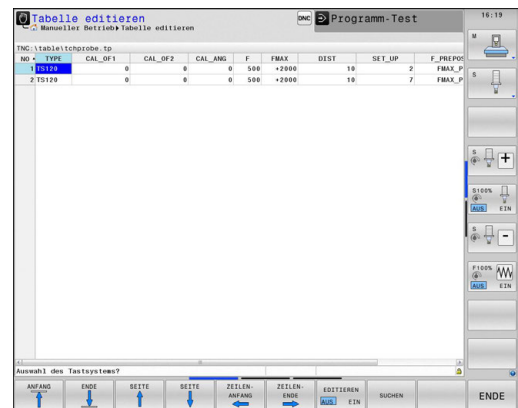 Tabelle editieren
DNC
Programm-Test
16:19
Manueller Betrieb Tabelle editieren
TNC:\table\tchprobe.tp
NO TYPE CAL_OF1 CAL_OF2 CAL_ANG F FMAX DIST SET_UP F_PREPOS
1 TS120 0 0 0 500 +2000 10 2 FMAX_P
2 TS120 0 0 0 500 +2000 10 7 FMAX_P
M
S
S
S100%
AUS EIN
S
F100%
AUS EIN
Auswahl des Tastsystems?
ANFANG
ENDE
SEITE
SEITE
ZEILEN-
ANFANG
ZEILEN-
ENDE
EDITIEREN
AUS EIN
SUCHEN
ENDE